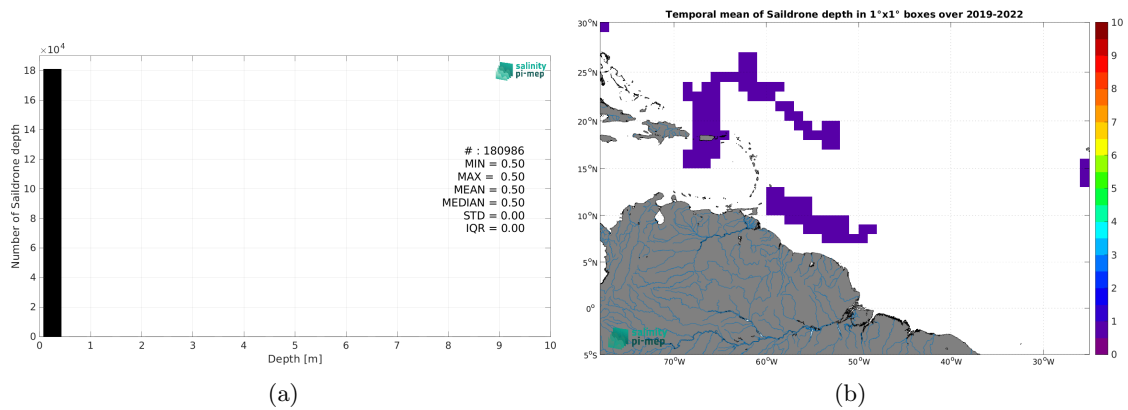 ×10⁴
18
16
14
12
10
8
6
4
2
0
Number of Saildrone depth
salinity
pi-mep
# : 180986
MIN = 0.50
MAX = 0.50
MEAN = 0.50
MEDIAN = 0.50
STD = 0.00
IQR = 0.00
0 1 2 3 4 5 6 7 8 9 10
Depth [m]
(a)
Temporal mean of Saildrone depth in 1°x1° boxes over 2019-2022
30°N
25°N
20°N
15°N
10°N
5°N
0°
5°S
70°W 60°W 50°W 40°W 30°W
salinity
pi-mep
10
9
8
7
6
5
4
3
2
1
0
(b)